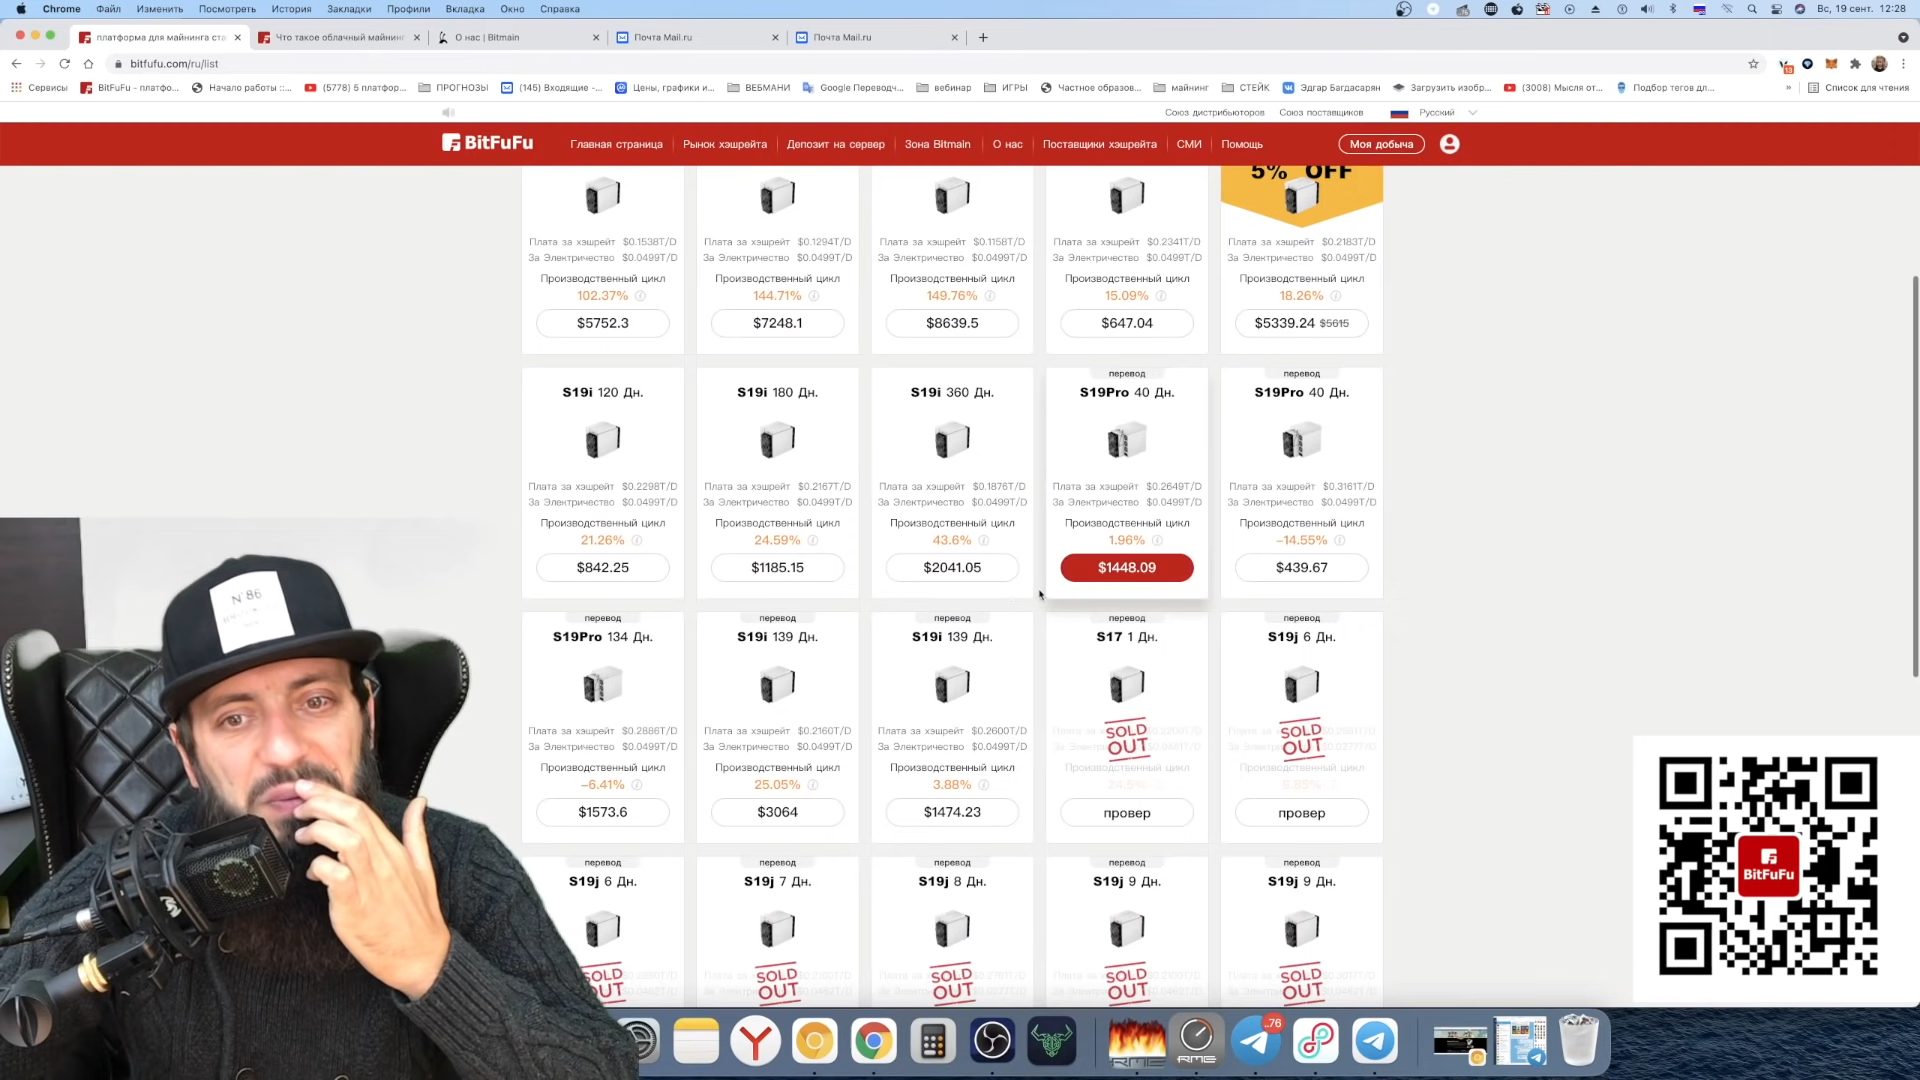 Chrome Файл Изменить Посмотреть История Закладки Профили Вкладка Окно Справка
Вс, 19 сент. 12:28
платформа для майнинга ста
Что такое облачный майнинг
О нас | Bitmain
Почта Mail.ru
Почта Mail.ru
bitfufu.com/ru/list
13
Сервисы
BitFuFu - платфо...
Начало работы ::...
(5778) 5 платфор...
ПРОГНОЗЫ
(145) Входящие -...
Цены, графики и...
ВЕБМАНИ
Google Переводч...
вебинар
ИГРЫ
Частное образов...
майнинг
СТЕЙК
Эдгар Багдасарян
Загрузить изобр...
(3008) Мысля от...
Подбор тегов дл...
»
Список для чтения
Союз дистрибьюторов Союз поставщиков Русский
BitFuFu
Главная страница Рынок хэшрейта Депозит на сервер Зона Bitmain О нас Поставщики хэшрейта СМИ Помощь
Моя добыча
5% OFF
Плата за хэшрейт $0.1538T/D Плата за хэшрейт $0.1294T/D Плата за хэшрейт $0.1158T/D Плата за хэшрейт $0.2341T/D Плата за хэшрейт $0.2183T/D
За Электричество $0.0499T/D За Электричество $0.0499T/D За Электричество $0.0499T/D За Электричество $0.0499T/D За Электричество $0.0499T/D
Производственный цикл Производственный цикл Производственный цикл Производственный цикл Производственный цикл
102.37% 144.71% 149.76% 15.09% 18.26%
$5752.3 $7248.1 $8639.5 $647.04 $5339.24 $5615
перевод перевод
S19i 120 Дн. S19i 180 Дн. S19i 360 Дн. S19Pro 40 Дн. S19Pro 40 Дн.
Плата за хэшрейт $0.2298T/D Плата за хэшрейт $0.2167T/D Плата за хэшрейт $0.1876T/D Плата за хэшрейт $0.2649T/D Плата за хэшрейт $0.3161T/D
За Электричество $0.0499T/D За Электричество $0.0499T/D За Электричество $0.0499T/D За Электричество $0.0499T/D За Электричество $0.0499T/D
Производственный цикл Производственный цикл Производственный цикл Производственный цикл Производственный цикл
21.26% 24.59% 43.6% 1.96% -14.55%
$842.25 $1185.15 $2041.05 $1448.09 $439.67
перевод перевод перевод перевод перевод
S19Pro 134 Дн. S19i 139 Дн. S19i 139 Дн. S17 1 Дн. S19j 6 Дн.
Плата за хэшрейт $0.2886T/D Плата за хэшрейт $0.2160T/D Плата за хэшрейт $0.2600T/D
За Электричество $0.0499T/D За Электричество $0.0499T/D За Электричество $0.0499T/D
SOLD OUT SOLD OUT
Производственный цикл Производственный цикл Производственный цикл Производственный цикл Производственный цикл
-6.41% 25.05% 3.88%
$1573.6 $3064 $1474.23 провер провер
перевод перевод перевод перевод перевод
S19j 6 Дн. S19j 7 Дн. S19j 8 Дн. S19j 9 Дн. S19j 9 Дн.
SOLD OUT SOLD OUT SOLD OUT SOLD OUT SOLD OUT
N°86
BitFuFu
RME
RME
76